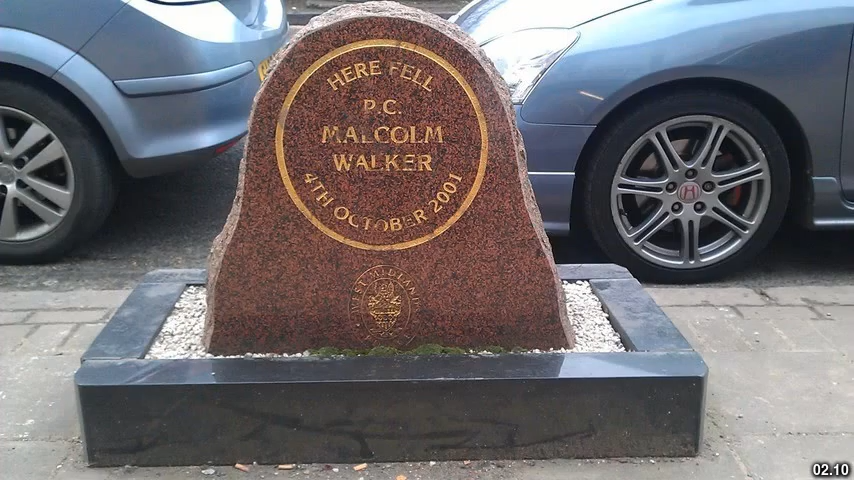 HERE FELL
P.C.
MALCOLM
WALKER
4TH OCTOBER 2001
WEST MIDLANDS
02.10